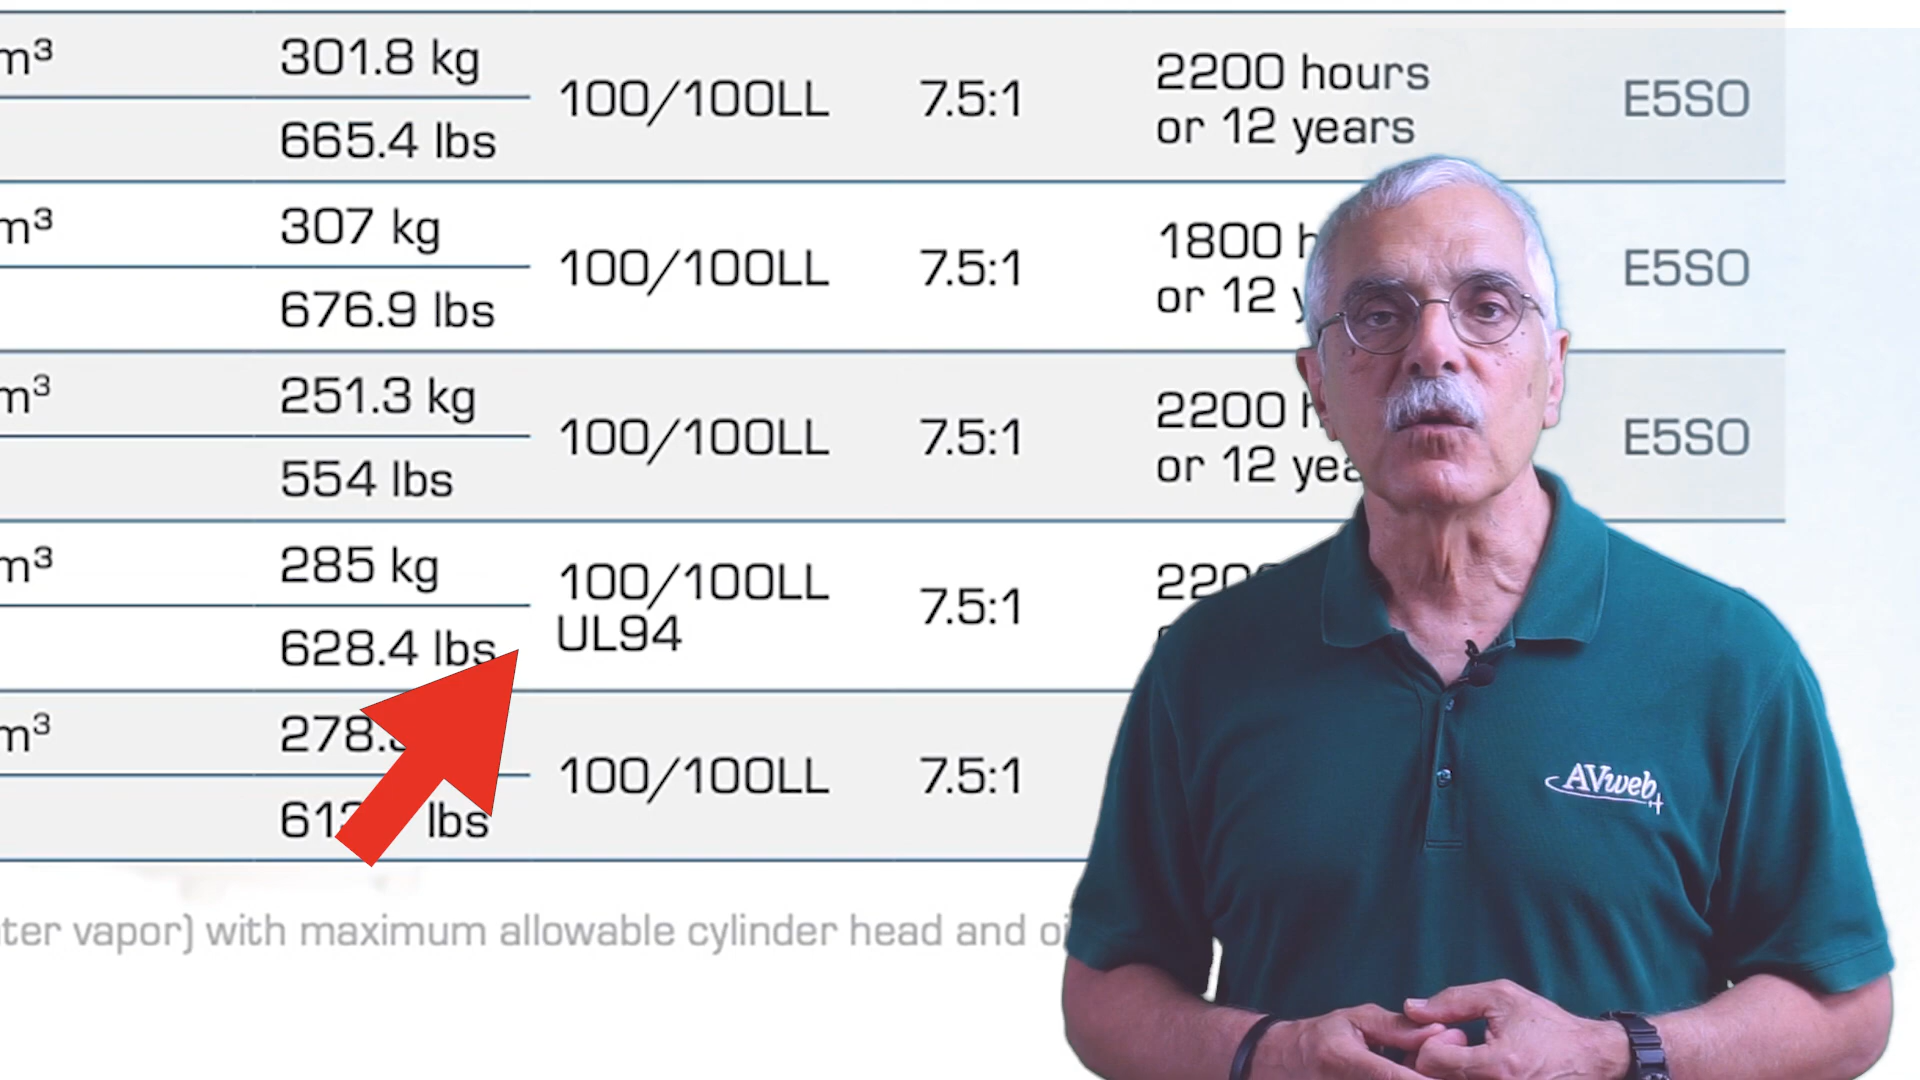 m³ 301.8 kg
665.4 lbs
100/100LL
7.5:1
2200 hours
or 12 years
E5SO
m³ 307 kg
676.9 lbs
100/100LL
7.5:1
1800
or 12
E5SO
m³ 251.3 kg
554 lbs
100/100LL
7.5:1
2200
or 12
E5SO
m³ 285 kg
628.4 lbs
100/100LL
UL94
7.5:1
m³
lbs
100/100LL
7.5:1
vapor) with maximum allowable cylinder head and
AVweb